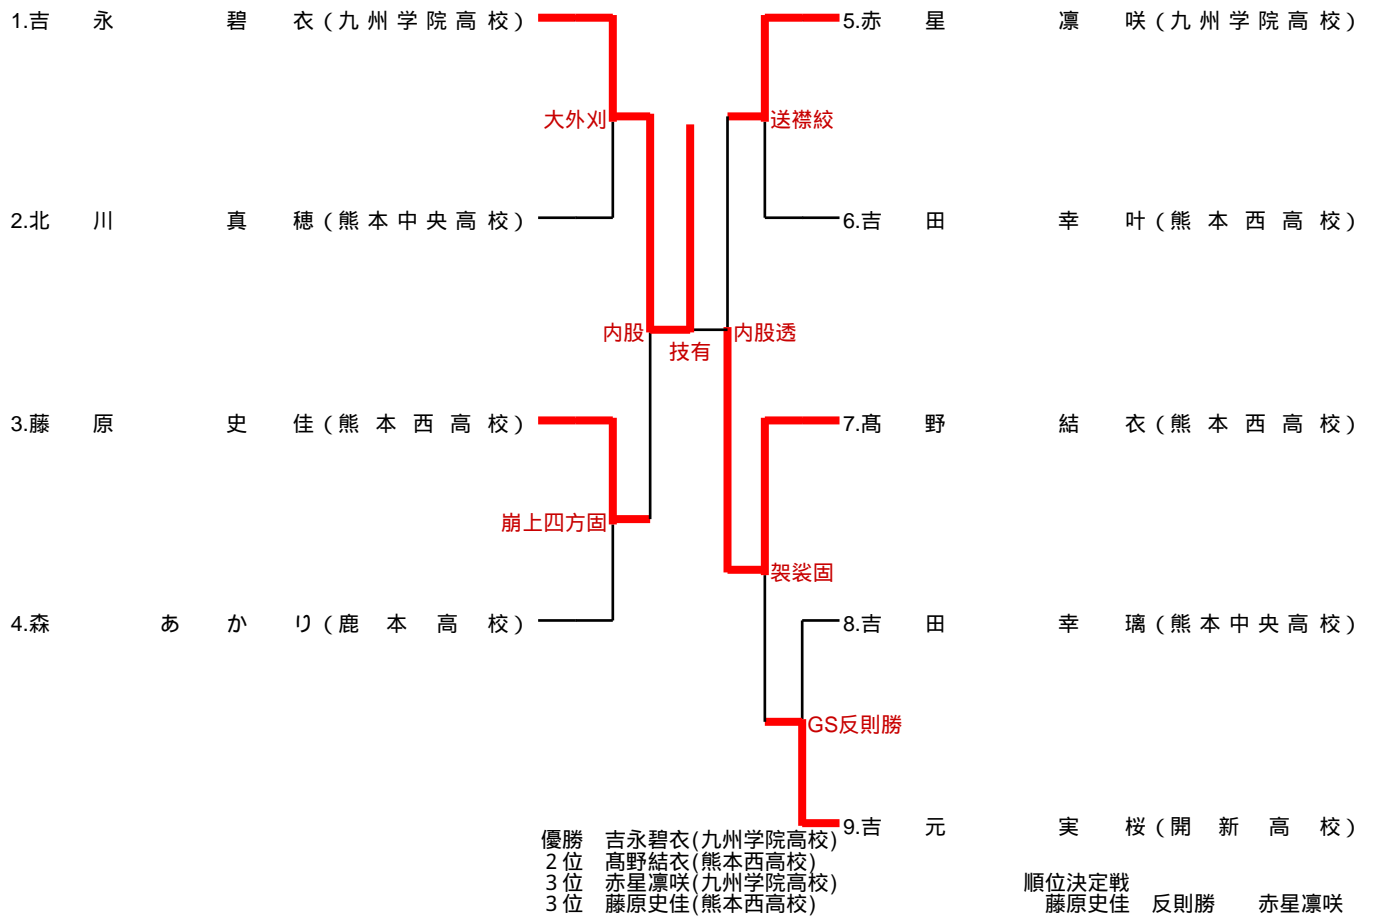 1.吉永碧衣(九州学院高校)
5.赤星凛咲(九州学院高校)
大外刈
送襟絞
2.北川真穂(熊本中央高校)
6.吉田幸叶(熊本西高校)
内股
内股透
技有
3.藤原史佳(熊本西高校)
7.髙野結衣(熊本西高校)
崩上四方固
袈裟固
4.森あかり(鹿本高校)
8.吉田幸璃(熊本中央高校)
GS反則勝
9.吉元実桜(開新高校)
優勝 吉永碧衣(九州学院高校)
2位 髙野結衣(熊本西高校)
3位 赤星凛咲(九州学院高校)
3位 藤原史佳(熊本西高校)
順位決定戦
藤原史佳 反則勝 赤星凛咲